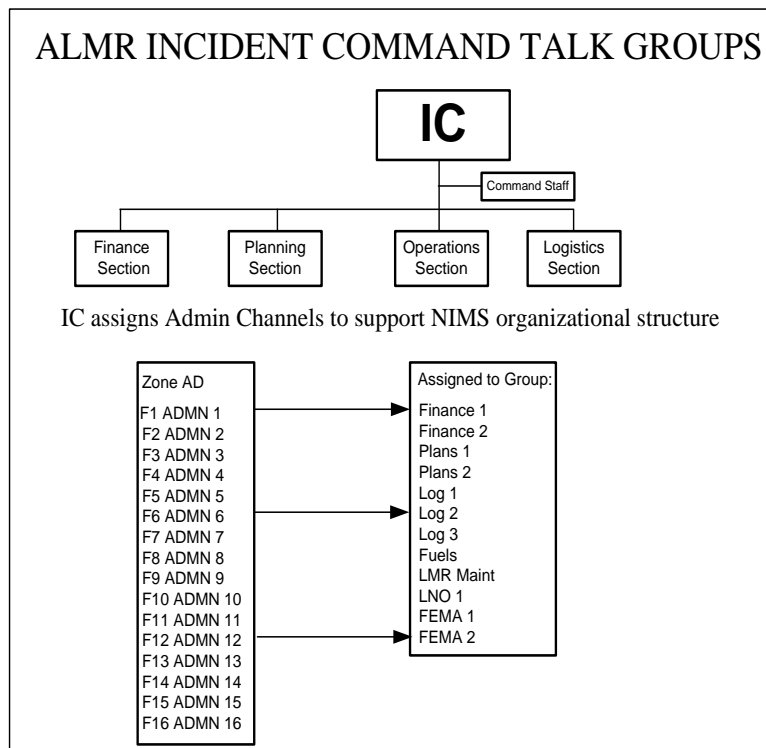 ALMR INCIDENT COMMAND TALK GROUPS
IC
Command Staff
Finance
Section
Planning
Section
Operations
Section
Logistics
Section
IC assigns Admin Channels to support NIMS organizational structure
Zone AD
F1 ADMN 1
F2 ADMN 2
F3 ADMN 3
F4 ADMN 4
F5 ADMN 5
F6 ADMN 6
F7 ADMN 7
F8 ADMN 8
F9 ADMN 9
F10 ADMN 10
F11 ADMN 11
F12 ADMN 12
F13 ADMN 13
F14 ADMN 14
F15 ADMN 15
F16 ADMN 16
Assigned to Group:
Finance 1
Finance 2
Plans 1
Plans 2
Log 1
Log 2
Log 3
Fuels
LMR Maint
LNO 1
FEMA 1
FEMA 2